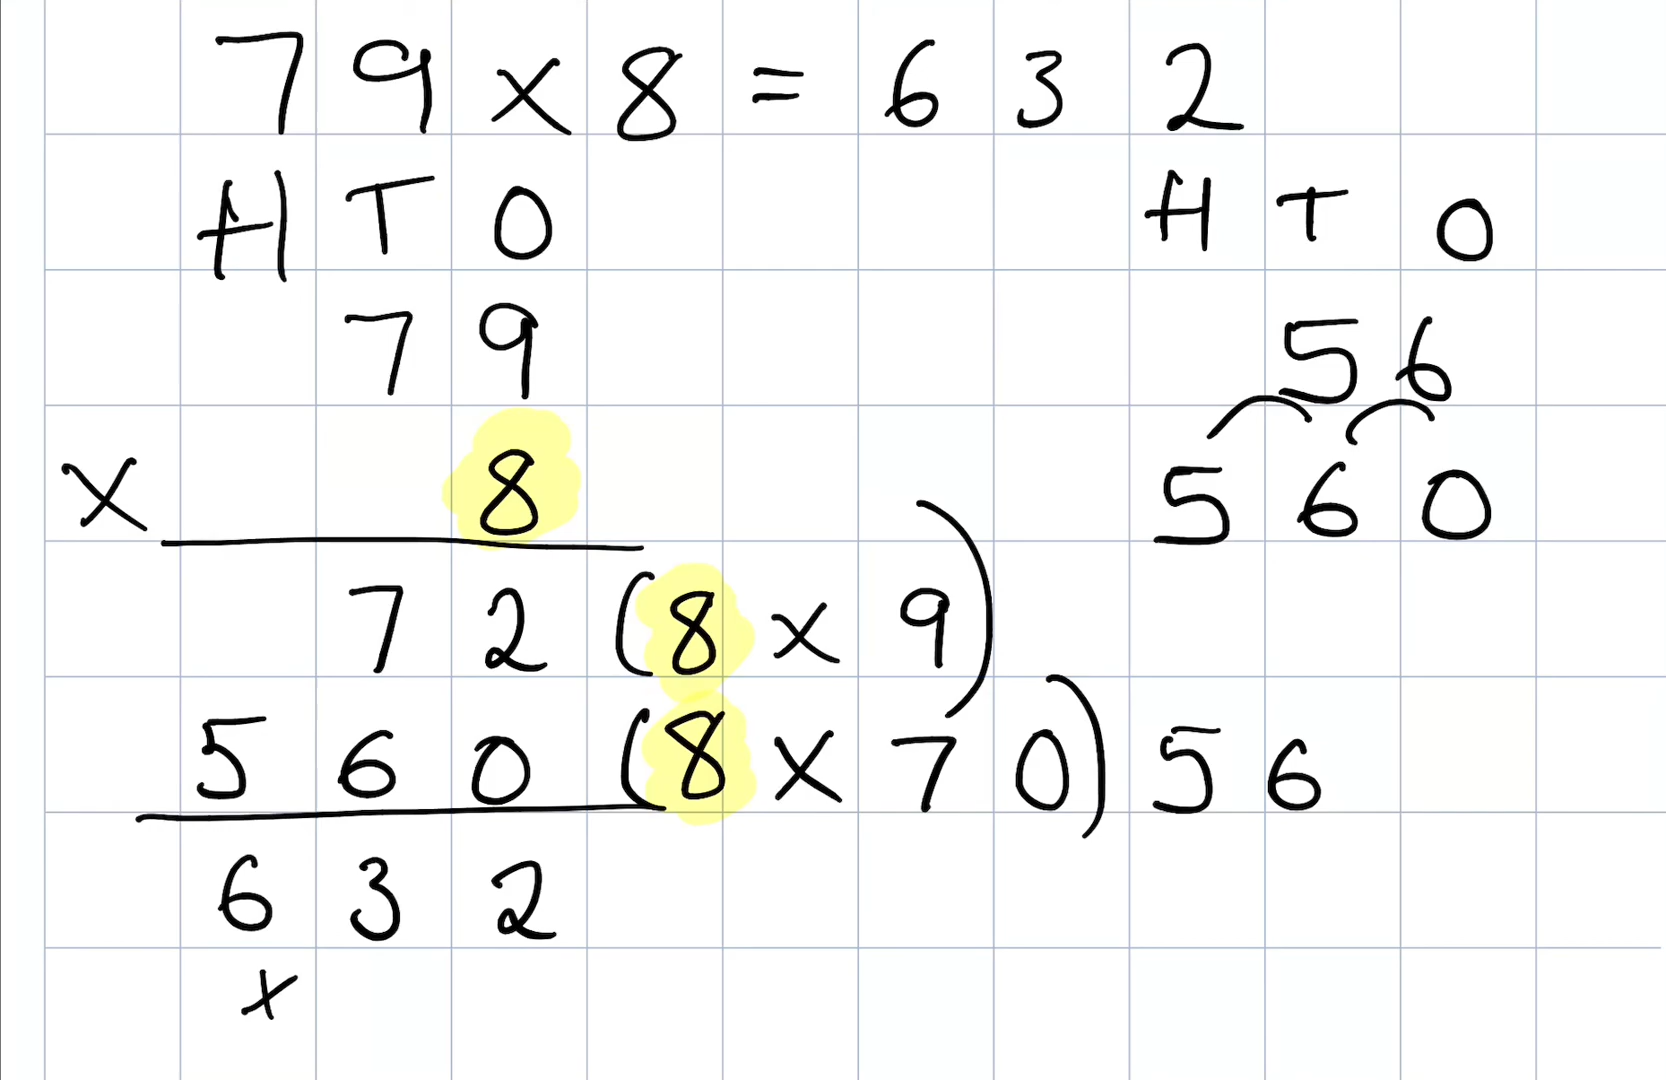 79 × 8 = 632
H T O
H T O
79
56
× 8
560
72 (8 × 9)
560 (8 × 70) 56
632
x